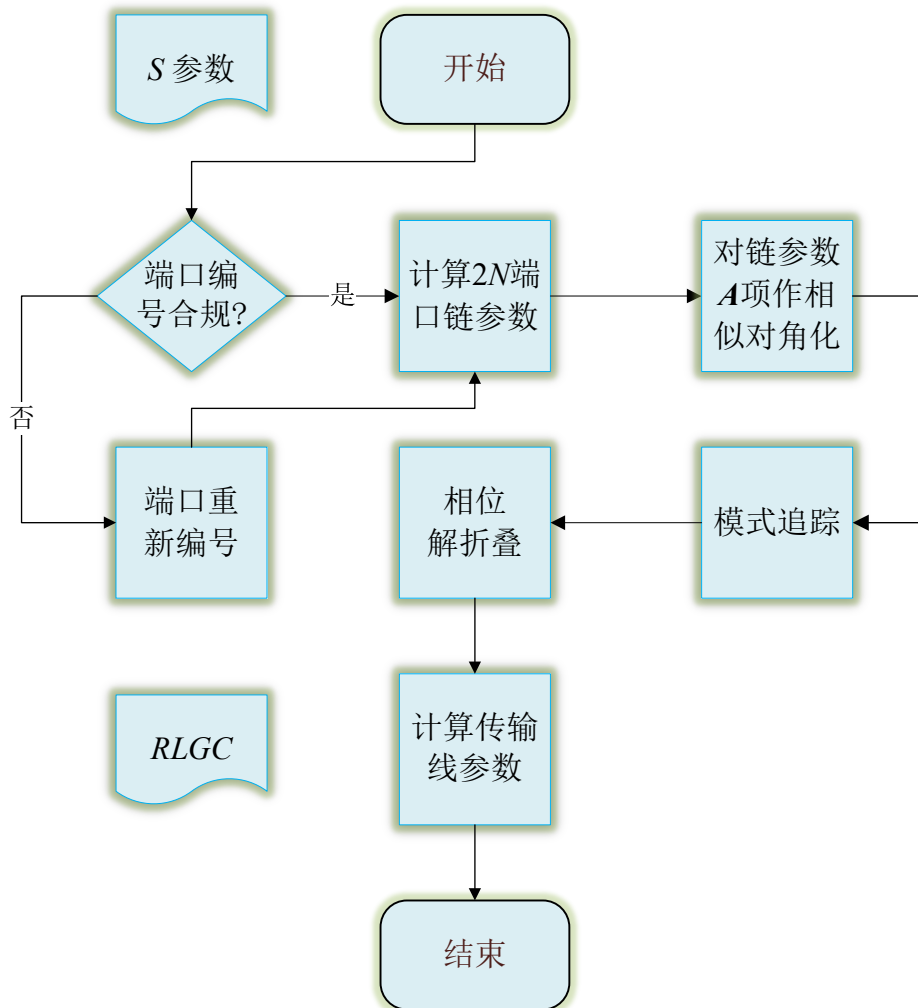 S 参数
开始
端口编
号合规?
是
计算2N端
口链参数
对链参数
A项作相
似对角化
否
端口重
新编号
相位
解折叠
模式追踪
RLGC
计算传输
线参数
结束